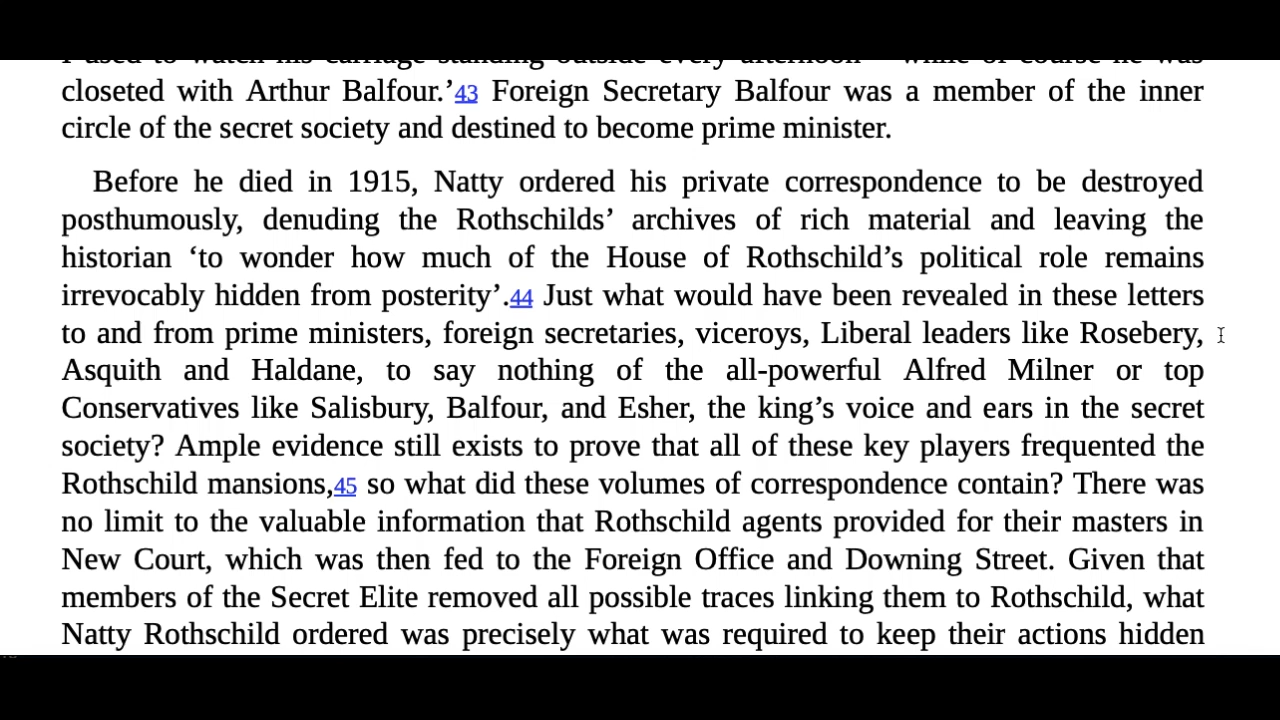 closeted with Arthur Balfour.’43 Foreign Secretary Balfour was a member of the inner
circle of the secret society and destined to become prime minister.
Before he died in 1915, Natty ordered his private correspondence to be destroyed
posthumously, denuding the Rothschilds’ archives of rich material and leaving the
historian ‘to wonder how much of the House of Rothschild’s political role remains
irrevocably hidden from posterity’.44 Just what would have been revealed in these letters
to and from prime ministers, foreign secretaries, viceroys, Liberal leaders like Rosebery,
Asquith and Haldane, to say nothing of the all-powerful Alfred Milner or top
Conservatives like Salisbury, Balfour, and Esher, the king’s voice and ears in the secret
society? Ample evidence still exists to prove that all of these key players frequented the
Rothschild mansions,45 so what did these volumes of correspondence contain? There was
no limit to the valuable information that Rothschild agents provided for their masters in
New Court, which was then fed to the Foreign Office and Downing Street. Given that
members of the Secret Elite removed all possible traces linking them to Rothschild, what
Natty Rothschild ordered was precisely what was required to keep their actions hidden